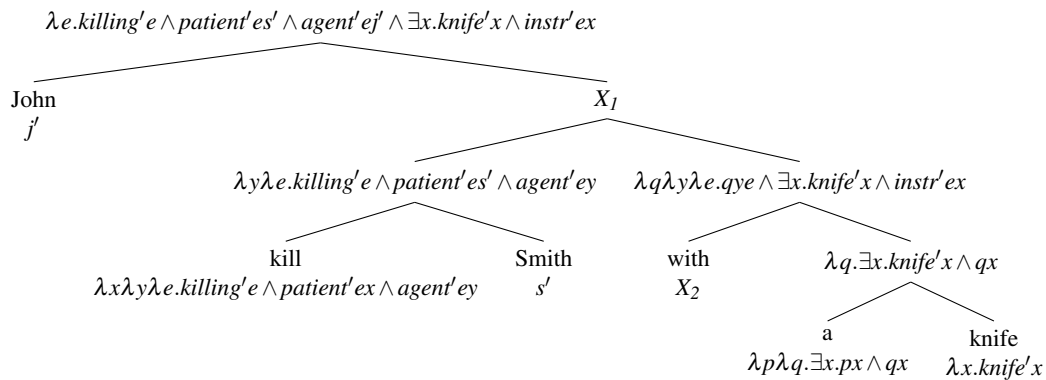 λe.killing′e ∧ patient′es′ ∧ agent′ej′ ∧ ∃x.knife′x ∧ instr′ex
John
j′
X₁
λyλe.killing′e ∧ patient′es′ ∧ agent′ey
λqλyλe.qye ∧ ∃x.knife′x ∧ instr′ex
kill
λxλyλe.killing′e ∧ patient′ex ∧ agent′ey
Smith
s′
with
X₂
λq.∃x.knife′x ∧ qx
a
λpλq.∃x.px ∧ qx
knife
λx.knife′x